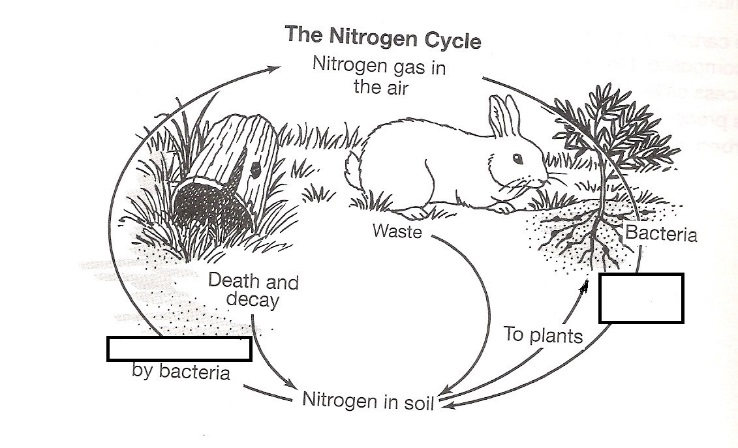 The Nitrogen Cycle
Nitrogen gas in
the air
Waste
Bacteria
Death and
decay
To plants
by bacteria
Nitrogen in soil